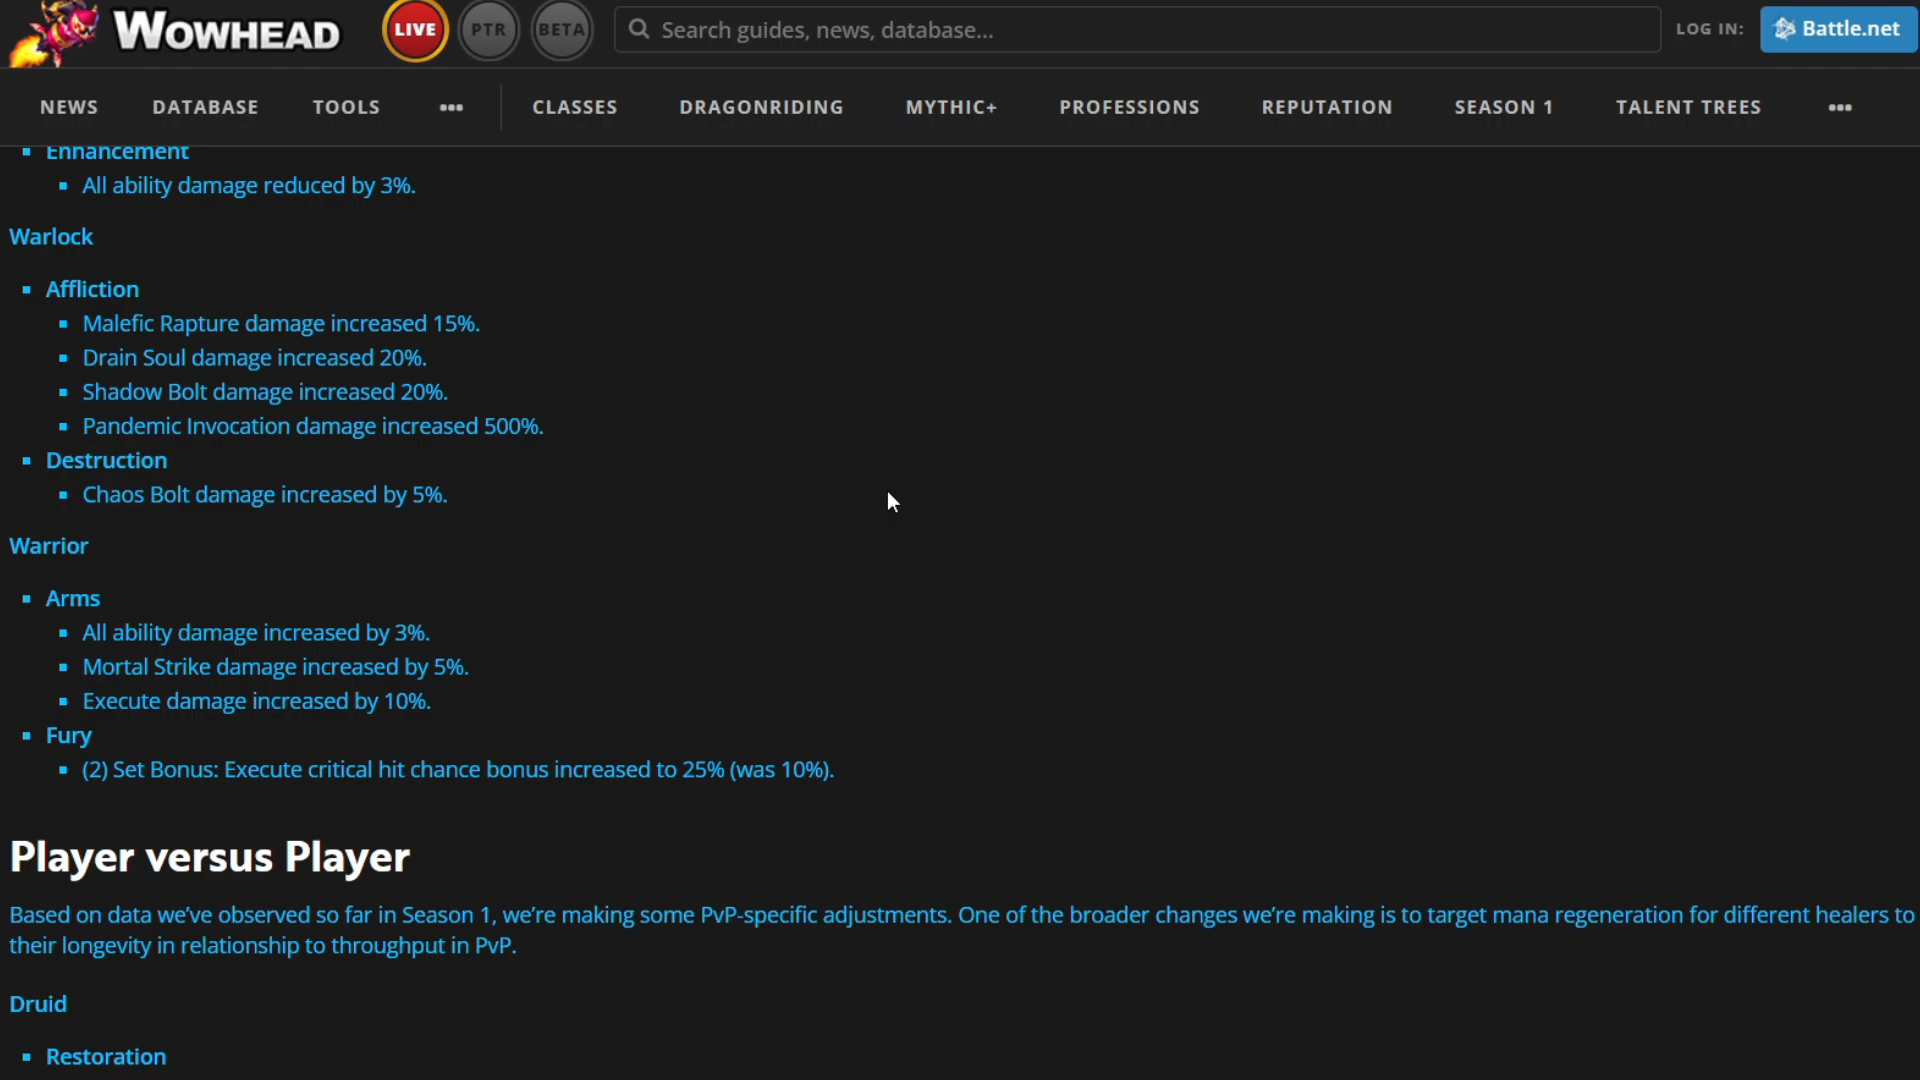 WOWHEAD
LIVE
PTR
BETA
Search guides, news, database...
LOG IN:
Battle.net
NEWS DATABASE TOOLS ••• CLASSES DRAGONRIDING MYTHIC+ PROFESSIONS REPUTATION SEASON 1 TALENT TREES •••
Enhancement
All ability damage reduced by 3%.
Warlock
Affliction
Malefic Rapture damage increased 15%.
Drain Soul damage increased 20%.
Shadow Bolt damage increased 20%.
Pandemic Invocation damage increased 500%.
Destruction
Chaos Bolt damage increased by 5%.
Warrior
Arms
All ability damage increased by 3%.
Mortal Strike damage increased by 5%.
Execute damage increased by 10%.
Fury
(2) Set Bonus: Execute critical hit chance bonus increased to 25% (was 10%).
Player versus Player
Based on data we’ve observed so far in Season 1, we’re making some PvP-specific adjustments. One of the broader changes we’re making is to target mana regeneration for different healers to
their longevity in relationship to throughput in PvP.
Druid
Restoration